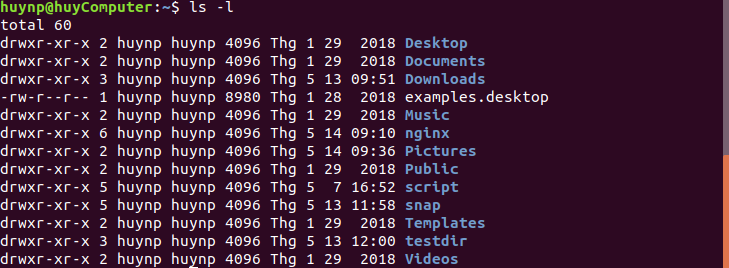 huynp@huyComputer:~$ ls -l
total 60
drwxr-xr-x 2 huynp huynp 4096 Thg 1 29  2018 Desktop
drwxr-xr-x 2 huynp huynp 4096 Thg 1 29  2018 Documents
drwxr-xr-x 3 huynp huynp 4096 Thg 5 13 09:51 Downloads
-rw-r--r-- 1 huynp huynp 8980 Thg 1 28  2018 examples.desktop
drwxr-xr-x 2 huynp huynp 4096 Thg 1 29  2018 Music
drwxr-xr-x 6 huynp huynp 4096 Thg 5 14 09:10 nginx
drwxr-xr-x 2 huynp huynp 4096 Thg 5 14 09:36 Pictures
drwxr-xr-x 2 huynp huynp 4096 Thg 1 29  2018 Public
drwxr-xr-x 5 huynp huynp 4096 Thg 5  7 16:52 script
drwxr-xr-x 5 huynp huynp 4096 Thg 5 13 11:58 snap
drwxr-xr-x 2 huynp huynp 4096 Thg 1 29  2018 Templates
drwxr-xr-x 3 huynp huynp 4096 Thg 5 13 12:00 testdir
drwxr-xr-x 2 huynp huynp 4096 Thg 1 29  2018 Videos